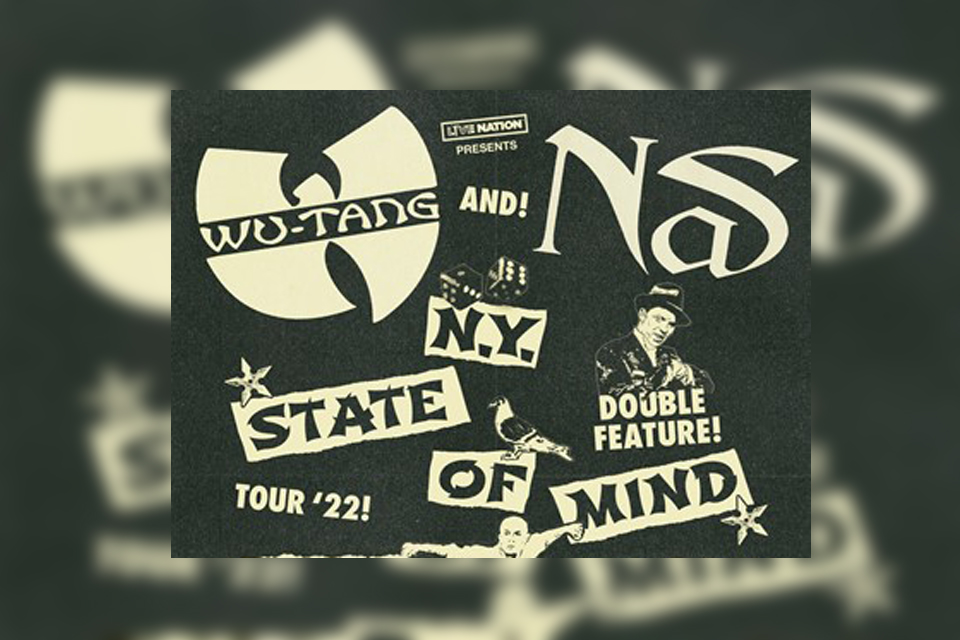 LIVE NATION
PRESENTS
WU-TANG
AND!
NaS
N.Y.
STATE
OF
MIND
DOUBLE
FEATURE!
TOUR '22!